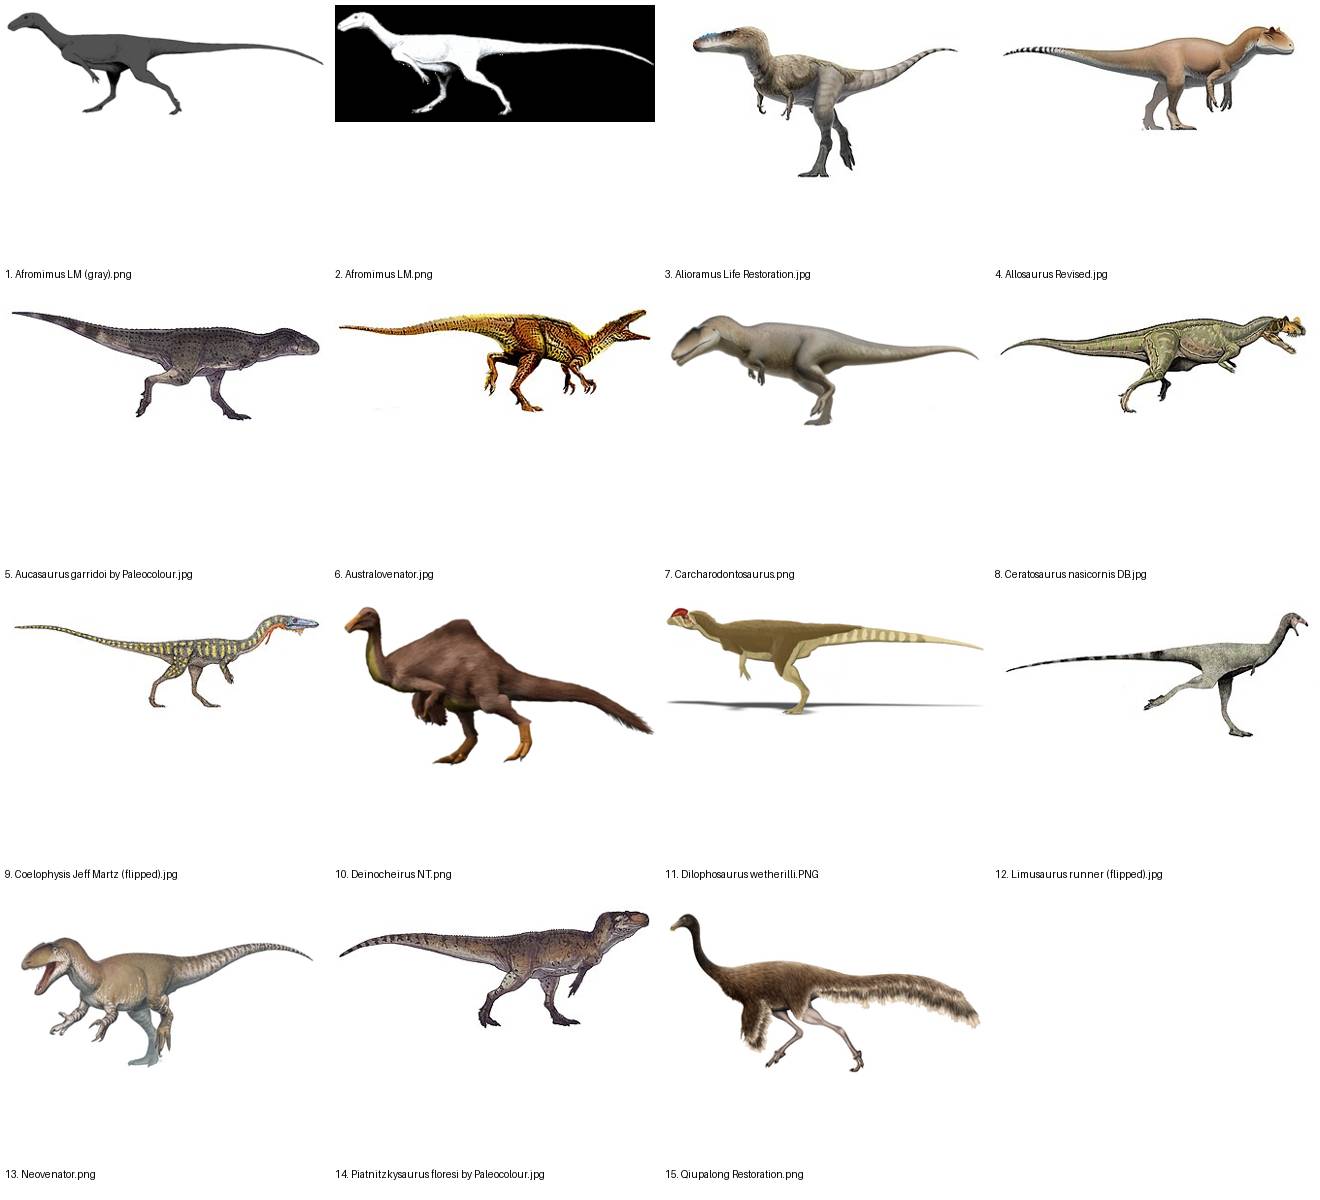 1. Afromimus LM (gray).png
2. Afromimus LM.png
3. Alioramus Life Restoration.jpg
4. Allosaurus Revised.jpg
5. Aucasaurus garridoi by Paleocolour.jpg
6. Australovenator.jpg
7. Carcharodontosaurus.png
8. Ceratosaurus nasicornis DB.jpg
9. Coelophysis Jeff Martz (flipped).jpg
10. Deinocheirus NT.png
11. Dilophosaurus wetherilli.PNG
12. Limusaurus runner (flipped).jpg
13. Neovenator.png
14. Piatnitzkysaurus floresi by Paleocolour.jpg
15. Qiupalong Restoration.png